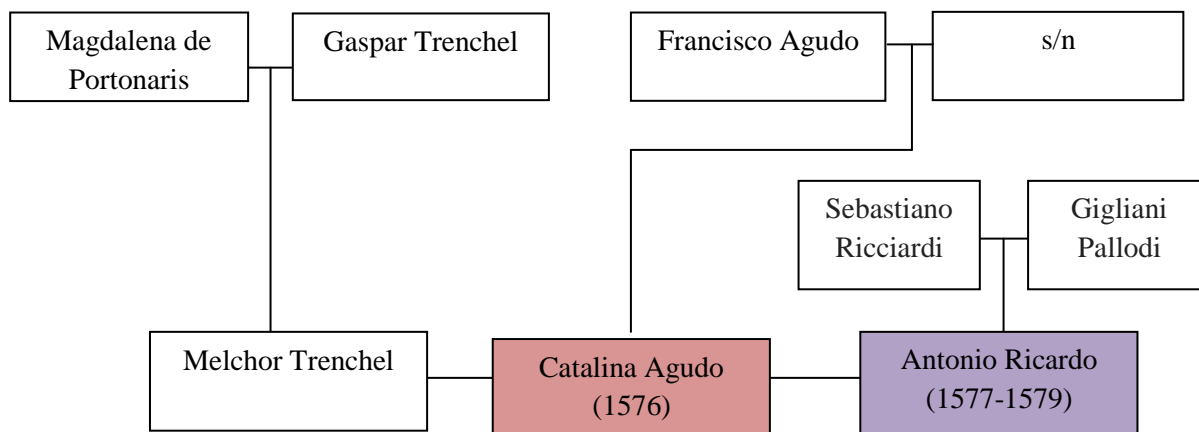 Magdalena de
Portonaris
Gaspar Trenchel
Francisco Agudo
s/n
Sebastiano
Ricciardi
Gigliani
Pallodi
Melchor Trenchel
Catalina Agudo
(1576)
Antonio Ricardo
(1577-1579)